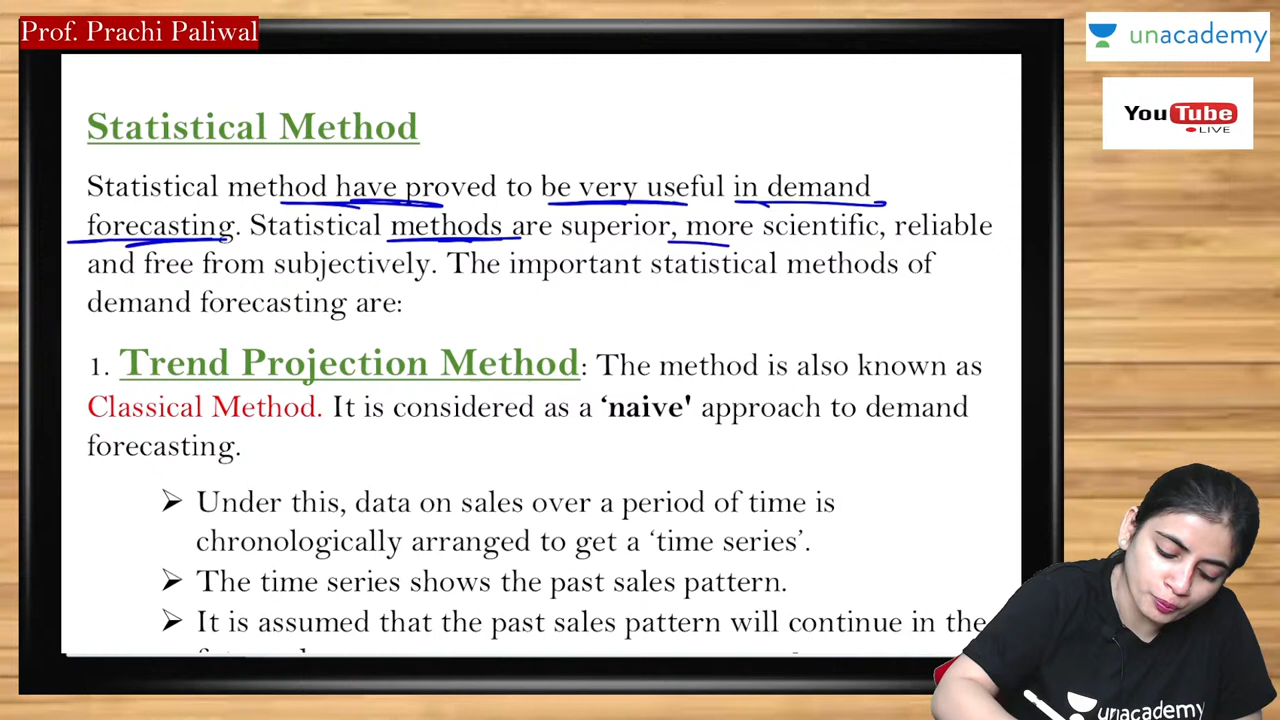 Prof. Prachi Paliwal
unacademy
YouTube
LIVE
Statistical Method
Statistical method have proved to be very useful in demand
forecasting. Statistical methods are superior, more scientific, reliable
and free from subjectively. The important statistical methods of
demand forecasting are:
1. Trend Projection Method: The method is also known as
Classical Method. It is considered as a ‘naive' approach to demand
forecasting.
➢ Under this, data on sales over a period of time is
chronologically arranged to get a ‘time series’.
➢ The time series shows the past sales pattern.
➢ It is assumed that the past sales pattern will continue in the
unacademy